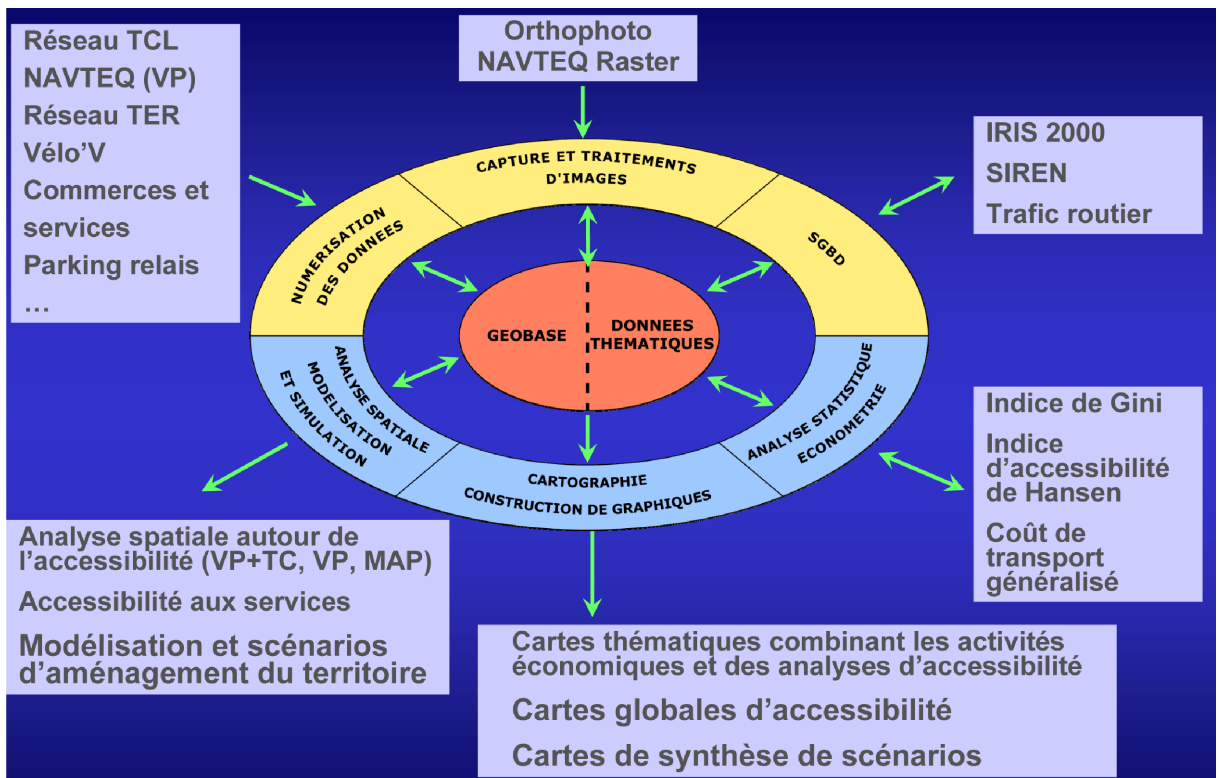 Réseau TCL
NAVTEQ (VP)
Réseau TER
Vélo’V
Commerces et
services
Parking relais
…
Orthophoto
NAVTEQ Raster
IRIS 2000
SIREN
Trafic routier
CAPTURE ET TRAITEMENTS
D'IMAGES
NUMERISATION
DES DONNEES
SGBD
GEOBASE
DONNEES
THEMATIQUES
ANALYSE SPATIALE
MODELISATION
ET SIMULATION
CARTOGRAPHIE
CONSTRUCTION DE GRAPHIQUES
ANALYSE STATISTIQUE
ECONOMETRIE
Indice de Gini
Indice
d’accessibilité
de Hansen
Coût de
transport
généralisé
Analyse spatiale autour de
l’accessibilité (VP+TC, VP, MAP)
Accessibilité aux services
Modélisation et scénarios
d’aménagement du territoire
Cartes thématiques combinant les activités
économiques et des analyses d’accessibilité
Cartes globales d’accessibilité
Cartes de synthèse de scénarios